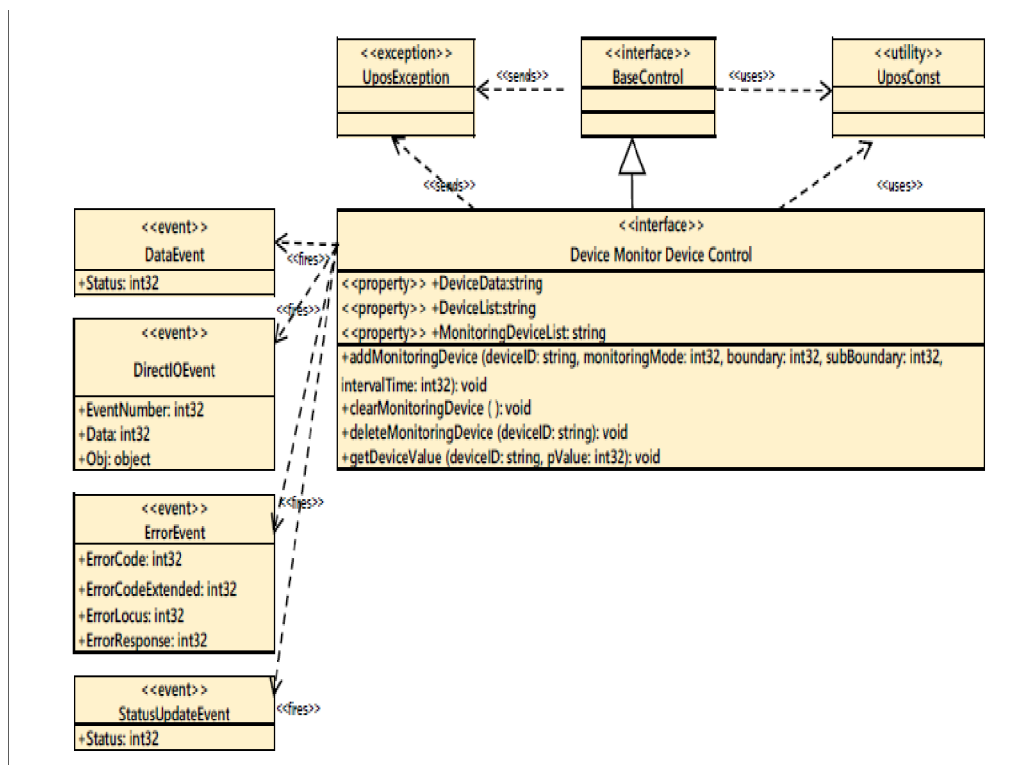 <<exception>>
UposException
<<sends>>
<<interface>>
BaseControl
<<uses>>
<<utility>>
UposConst
<<sends>>
<<uses>>
<<interface>>
Device Monitor Device Control
<<property>> +DeviceData:string
<<property>> +DeviceList:string
<<property>> +MonitoringDeviceList: string
+addMonitoringDevice (deviceID: string, monitoringMode: int32, boundary: int32, subBoundary: int32,
intervalTime: int32): void
+clearMonitoringDevice ( ): void
+deleteMonitoringDevice (deviceID: string): void
+getDeviceValue (deviceID: string, pValue: int32): void
<<event>>
DataEvent
+Status: int32
<<fires>>
<<event>>
DirectIOEvent
+EventNumber: int32
+Data: int32
+Obj: object
<<fires>>
<<event>>
ErrorEvent
+ErrorCode: int32
+ErrorCodeExtended: int32
+ErrorLocus: int32
+ErrorResponse: int32
<<fires>>
<<event>>
StatusUpdateEvent
+Status: int32
<<fires>>